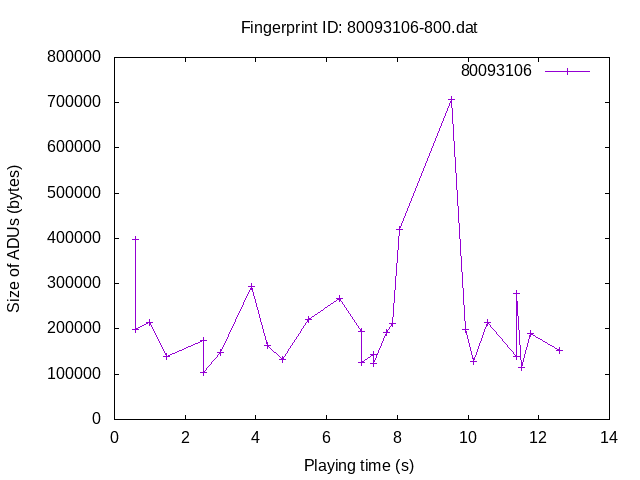 Fingerprint ID: 80093106-800.dat
80093106
Size of ADUs (bytes)
800000
700000
600000
500000
400000
300000
200000
100000
0
0 2 4 6 8 10 12 14
Playing time (s)